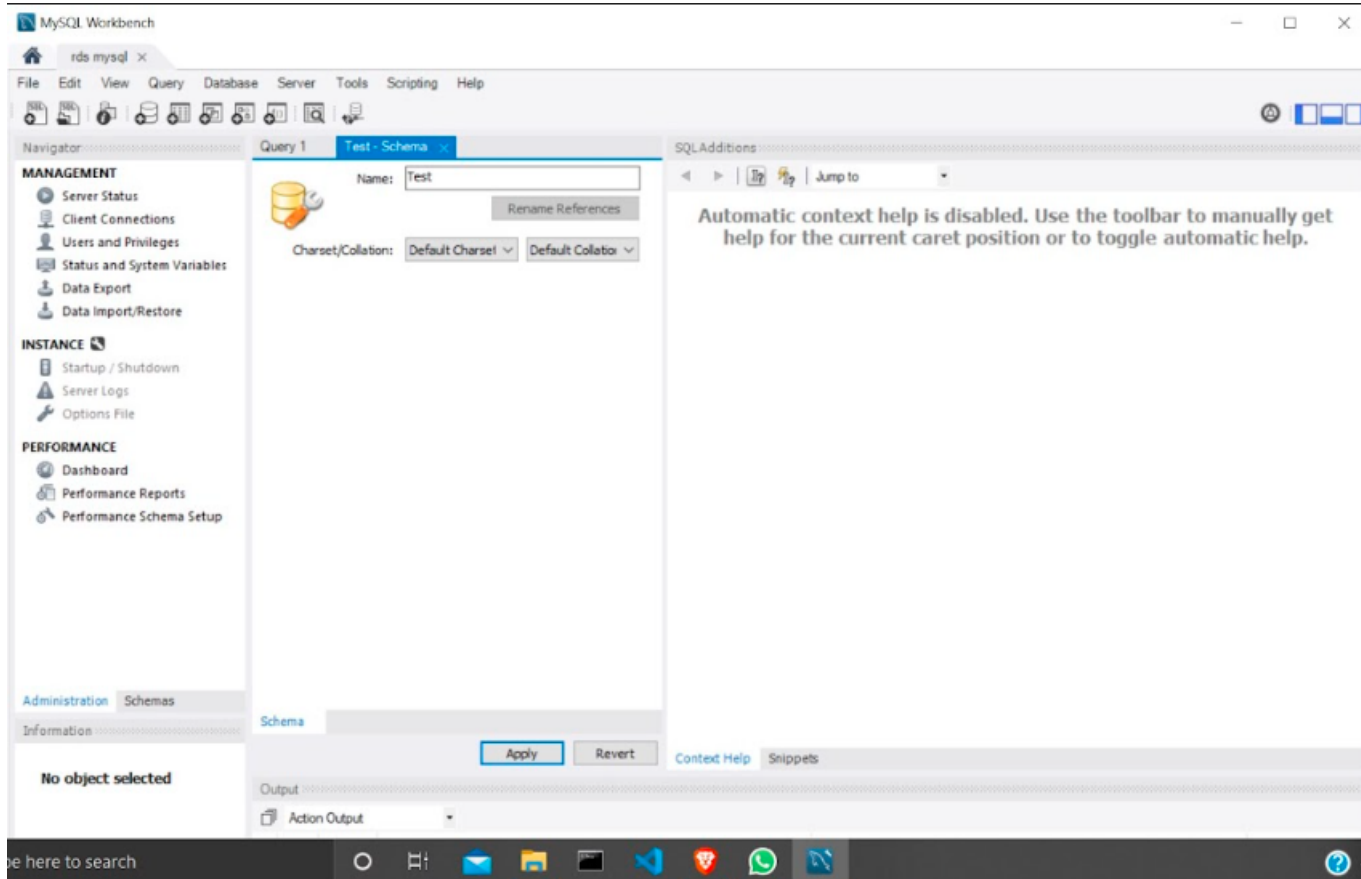 MySQL Workbench
rds mysql
File Edit View Query Database Server Tools Scripting Help
Navigator
MANAGEMENT
Server Status
Client Connections
Users and Privileges
Status and System Variables
Data Export
Data Import/Restore
INSTANCE
Startup / Shutdown
Server Logs
Options File
PERFORMANCE
Dashboard
Performance Reports
Performance Schema Setup
Administration Schemas
Information
No object selected
Query 1 Test - Schema
Name: Test
Rename References
Charset/Collation: Default Charset Default Collatio
Schema
Apply Revert
SQLAdditions
Jump to
Automatic context help is disabled. Use the toolbar to manually get
help for the current caret position or to toggle automatic help.
Context Help Snippets
Output
Action Output
pe here to search